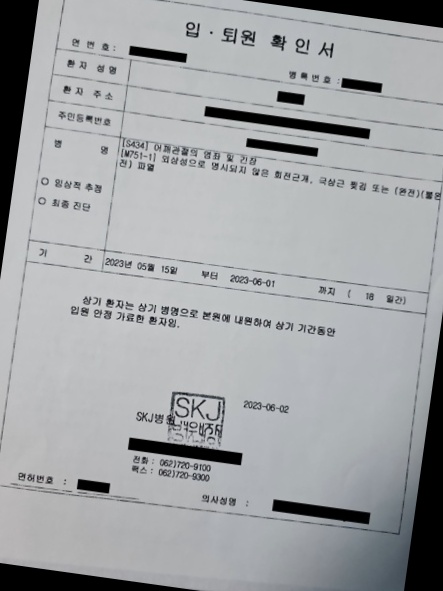 입 · 퇴원 확 인 서
연 번 호 :
병록번호 :
환 자 성 명
환 자 주 소
주민등록번호
병 명
[S434] 어깨관절의 염좌 및 긴장
[M751-1] 외상성으로 명시되지 않은 회전근개, 극상근 찢김 또는 (완전)(불완
전) 파열
○ 임상적 추정
○ 최종 진단
기 간
2023년 05월 15일 부터 2023-06-01 까지 ( 18 일간)
상기 환자는 상기 병명으로 본원에 내원하여 상기 기간동안
입원 안정 가료한 환자임.
2023-06-02
SKJ병원
SKJ
전화 : 062)720-9100
팩스 : 062)720-9300
면허번호 :
의사성명 :